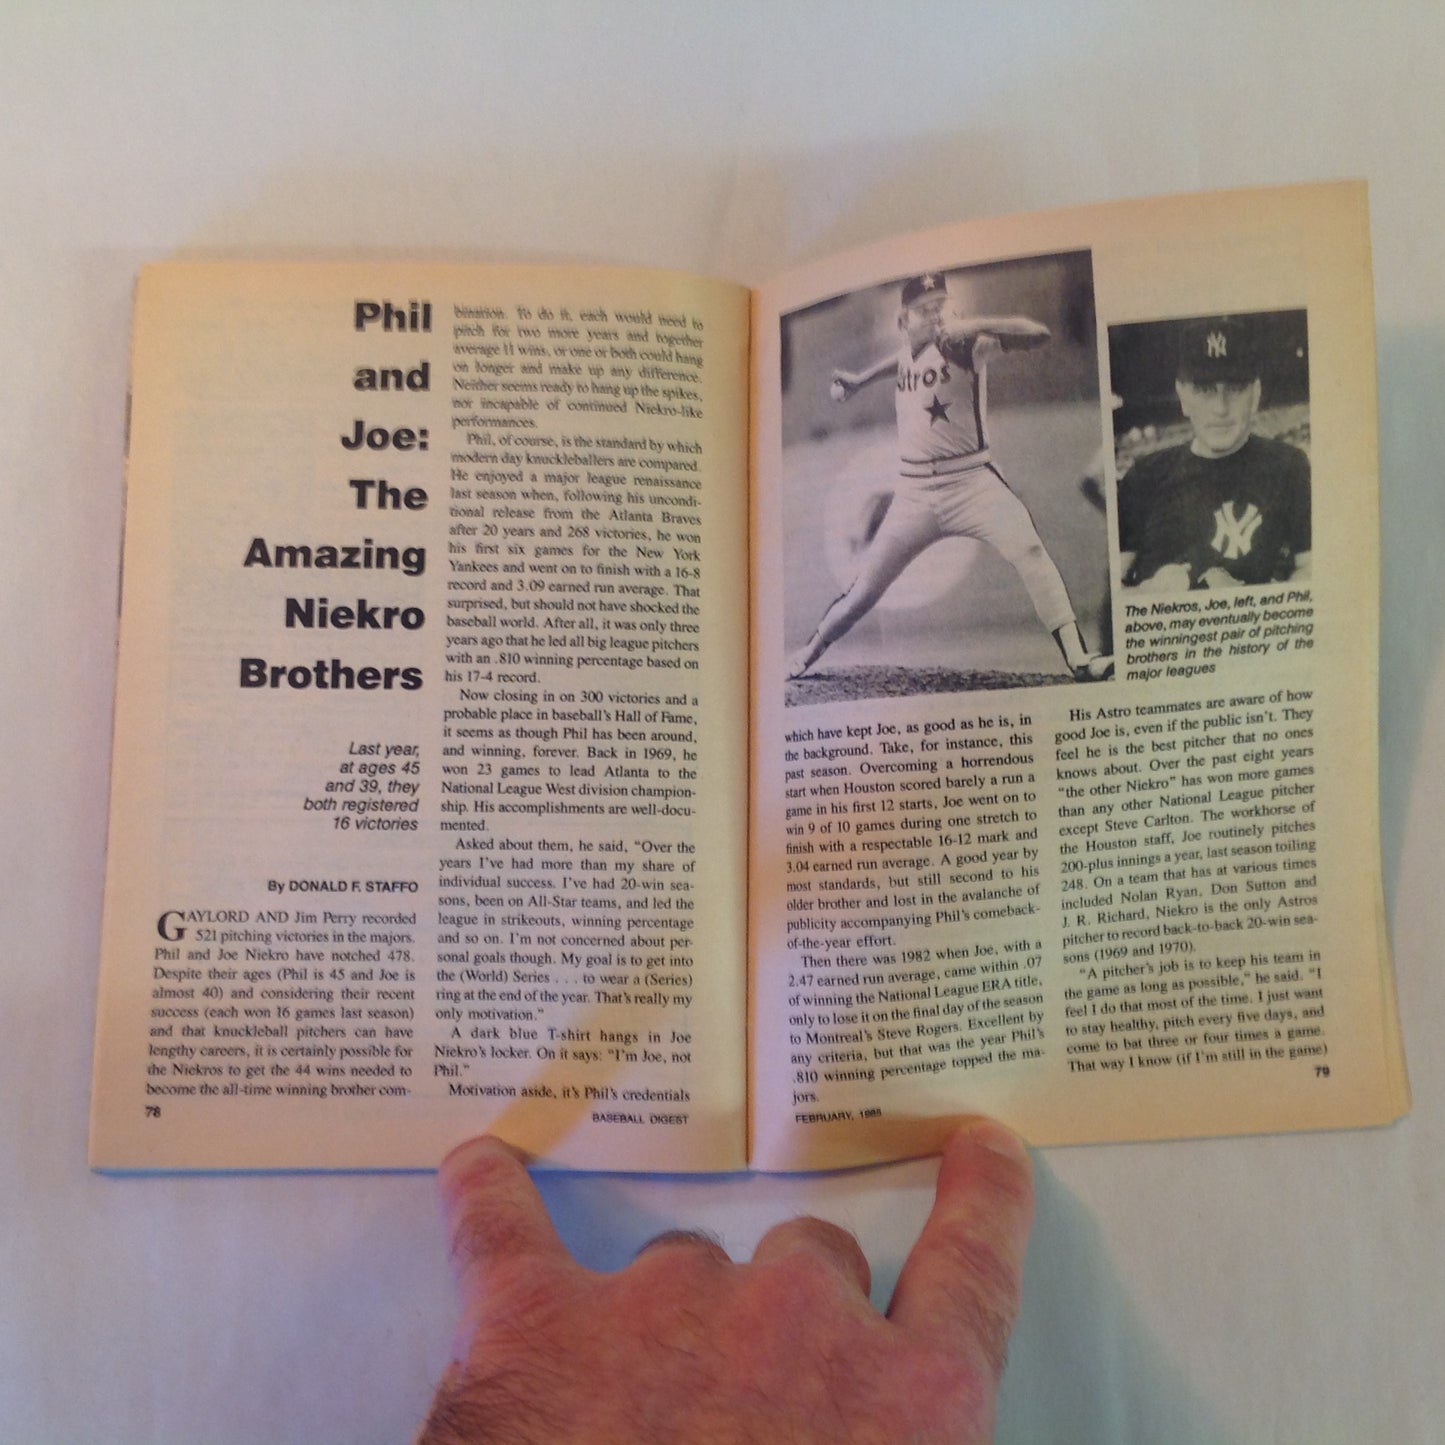 Phil
and
Joe:
The
Amazing
Niekro
Brothers
Last year,
at ages 45
and 39, they
both registered
16 victories
By DONALD F. STAFFO
GAYLORD AND Jim Perry recorded
521 pitching victories in the majors.
Phil and Joe Niekro have notched 478.
Despite their ages (Phil is 45 and Joe is
almost 40) and considering their recent
success (each won 16 games last season)
and that knuckleball pitchers can have
lengthy careers, it is certainly possible for
the Niekros to get the 44 wins needed to
become the all-time winning brother com-
78
bination. To do it, each would need to
pitch for two more years and together
average 11 wins, or one or both could hang
on longer and make up any difference.
Neither seems ready to hang up the spikes,
nor incapable of continued Niekro-like
performances.
Phil, of course, is the standard by which
modern day knuckleballers are compared.
He enjoyed a major league renaissance
last season when, following his uncondi-
tional release from the Atlanta Braves
after 20 years and 268 victories, he won
his first six games for the New York
Yankees and went on to finish with a 16-8
record and 3.09 earned run average. That
surprised, but should not have shocked the
baseball world. After all, it was only three
years ago that he led all big league pitchers
with an .810 winning percentage based on
his 17-4 record.
Now closing in on 300 victories and a
probable place in baseball's Hall of Fame,
it seems as though Phil has been around,
and winning, forever. Back in 1969, he
won 23 games to lead Atlanta to the
National League West division champion-
ship. His accomplishments are well-docu-
mented.
Asked about them, he said, "Over the
years I've had more than my share of
individual success. I've had 20-win sea-
sons, been on All-Star teams, and led the
league in strikeouts, winning percentage
and so on. I'm not concerned about per-
sonal goals though. My goal is to get into
the (World) Series . . . to wear a (Series)
ring at the end of the year. That's really my
only motivation."
A dark blue T-shirt hangs in Joe
Niekro's locker. On it says: "I'm Joe, not
Phil."
Motivation aside, it's Phil's credentials
BASEBALL DIGEST
stros
NY
NY
The Niekros, Joe, left, and Phil,
above, may eventually become
the winningest pair of pitching
brothers in the history of the
major leagues
which have kept Joe, as good as he is, in
the background. Take, for instance, this
past season. Overcoming a horrendous
start when Houston scored barely a run a
game in his first 12 starts, Joe went on to
win 9 of 10 games during one stretch to
finish with a respectable 16-12 mark and
3.04 earned run average. A good year by
most standards, but still second to his
older brother and lost in the avalanche of
publicity accompanying Phil's comeback-
of-the-year effort.
Then there was 1982 when Joe, with a
2.47 earned run average, came within .07
of winning the National League ERA title,
only to lose it on the final day of the season
to Montreal's Steve Rogers. Excellent by
any criteria, but that was the year Phil's
.810 winning percentage topped the ma-
jors.
FEBRUARY, 1985
His Astro teammates are aware of how
good Joe is, even if the public isn't. They
feel he is the best pitcher that no ones
knows about. Over the past eight years
"the other Niekro" has won more games
than any other National League pitcher
except Steve Carlton. The workhorse of
the Houston staff, Joe routinely pitches
200-plus innings a year, last season toiling
248. On a team that has at various times
included Nolan Ryan, Don Sutton and
J. R. Richard, Niekro is the only Astros
pitcher to record back-to-back 20-win sea-
sons (1969 and 1970).
"A pitcher's job is to keep his team in
the game as long as possible," he said. "I
feel I do that most of the time. I just want
to stay healthy, pitch every five days, and
come to bat three or four times a game.
That way I know (if I'm still in the game)
79